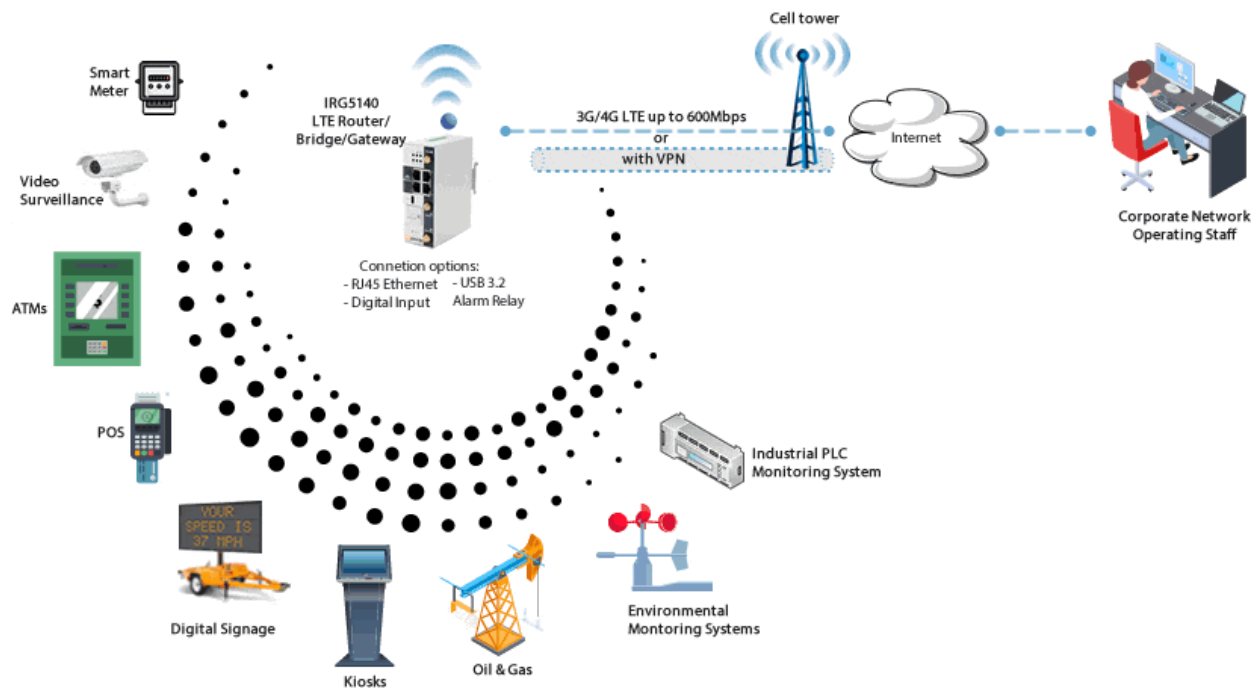 Cell tower
Smart
Meter
IRG5140
LTE Router/
Bridge/Gateway
3G/4G LTE up to 600Mbps
or
with VPN
Internet
Video
Surveillance
Corporate Network
Operating Staff
Connetion options:
- RJ45 Ethernet
- USB 3.2
- Digital Input
Alarm Relay
ATMs
POS
Industrial PLC
Monitoring System
YOUR
SPEED IS
37 MPH
Digital Signage
Kiosks
Oil & Gas
Environmental
Montoring Systems